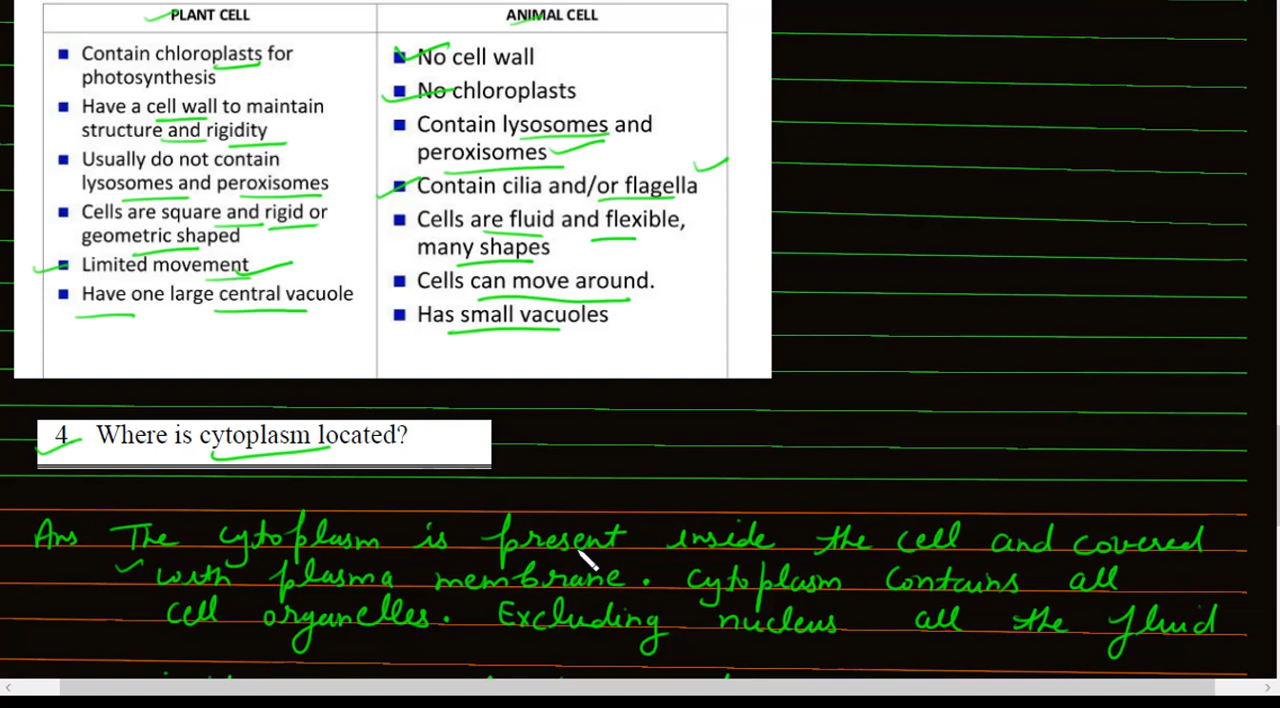 PLANT CELL
ANIMAL CELL
Contain chloroplasts for
photosynthesis
Have a cell wall to maintain
structure and rigidity
Usually do not contain
lysosomes and peroxisomes
Cells are square and rigid or
geometric shaped
Limited movement
Have one large central vacuole
No cell wall
No chloroplasts
Contain lysosomes and
peroxisomes
Contain cilia and/or flagella
Cells are fluid and flexible,
many shapes
Cells can move around.
Has small vacuoles
4. Where is cytoplasm located?
Ans The cytoplasm is present inside the cell and covered
with plasma membrane. Cytoplasm contains all
cell organelles. Excluding nucleus all the fluid